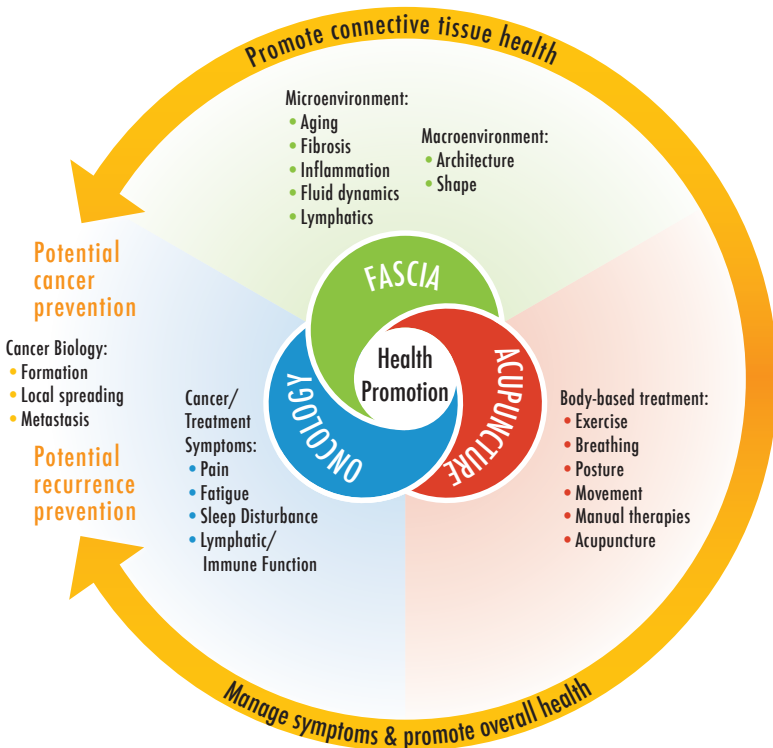 Promote connective tissue health
Microenvironment:
• Aging
• Fibrosis
• Inflammation
• Fluid dynamics
• Lymphatics
Macroenvironment:
• Architecture
• Shape
Potential
cancer
prevention
Cancer Biology:
• Formation
• Local spreading
• Metastasis
Potential
recurrence
prevention
FASCIA
ACUPUNCTURE
ONCOLOGY
Health
Promotion
Cancer/
Treatment
Symptoms:
• Pain
• Fatigue
• Sleep Disturbance
• Lymphatic/
Immune Function
Body-based treatment:
• Exercise
• Breathing
• Posture
• Movement
• Manual therapies
• Acupuncture
Manage symptoms & promote overall health